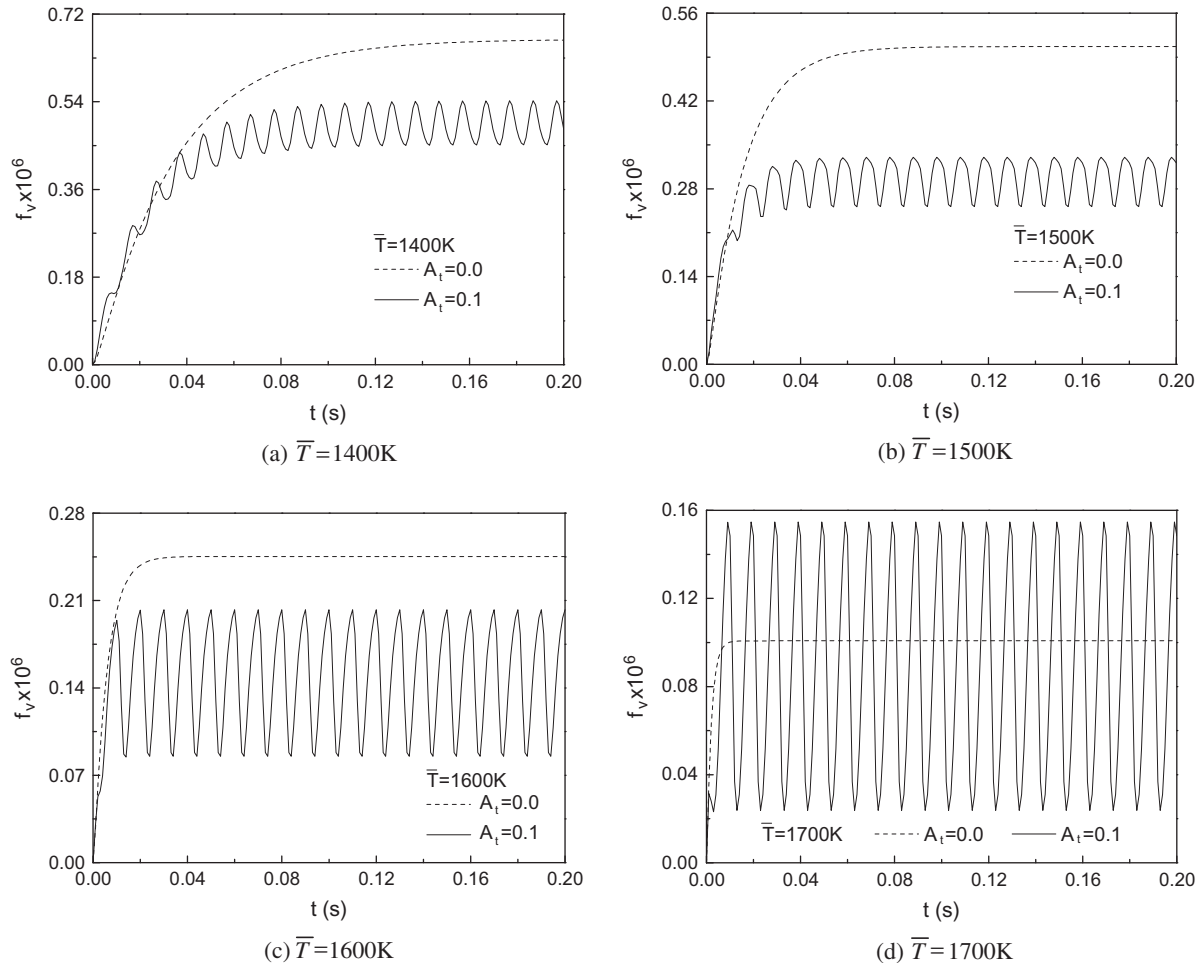 0.72
0.54
0.36
0.18
0.00
f_v x10^6
T̅=1400K
A_t=0.0
A_t=0.1
0.00 0.04 0.08 0.12 0.16 0.20
t (s)
(a) T̅ =1400K
0.56
0.42
0.28
0.14
0.00
f_v x10^6
T̅=1500K
A_t=0.0
A_t=0.1
0.00 0.04 0.08 0.12 0.16 0.20
t (s)
(b) T̅ =1500K
0.28
0.21
0.14
0.07
0.00
f_v x10^6
T̅=1600K
A_t=0.0
A_t=0.1
0.00 0.04 0.08 0.12 0.16 0.20
t (s)
(c) T̅ =1600K
0.16
0.12
0.08
0.04
0.00
f_v x10^6
T̅=1700K A_t=0.0 A_t=0.1
0.00 0.04 0.08 0.12 0.16 0.20
t (s)
(d) T̅ =1700K